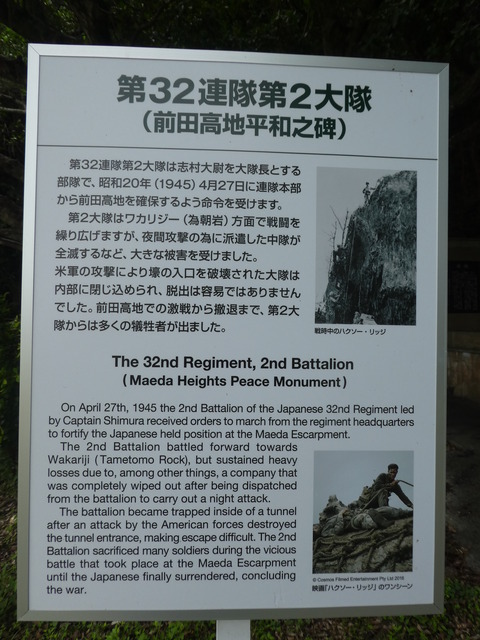 第32連隊第2大隊
（前田高地平和之碑）
第32連隊第2大隊は志村大尉を大隊長とする
部隊で、昭和20年（1945）4月27日に連隊本部
から前田高地を確保するよう命令を受けます。
第2大隊はワカリジー（為朝岩）方面で戦闘を
繰り広げますが、夜間攻撃の為に派遣した中隊が
全滅するなど、大きな被害を受けました。
米軍の攻撃により壕の入口を破壊された大隊は
内部に閉じ込められ、脱出は容易ではありません
でした。前田高地での激戦から撤退まで、第2大
隊からは多くの犠牲者が出ました。
戦時中のハクソー・リッジ
The 32nd Regiment, 2nd Battalion
(Maeda Heights Peace Monument)
On April 27th, 1945 the 2nd Battalion of the Japanese 32nd Regiment led
by Captain Shimura received orders to march from the regiment headquarters
to fortify the Japanese held position at the Maeda Escarpment.
The 2nd Battalion battled forward towards
Wakariji (Tametomo Rock), but sustained heavy
losses due to, among other things, a company that
was completely wiped out after being dispatched
from the battalion to carry out a night attack.
The battalion became trapped inside of a tunnel
after an attack by the American forces destroyed
the tunnel entrance, making escape difficult. The 2nd
Battalion sacrificed many soldiers during the vicious
battle that took place at the Maeda Escarpment
until the Japanese finally surrendered, concluding
the war.
© Cosmos Filmed Entertainment Pty Ltd 2016
映画「ハクソー・リッジ」のワンシーン